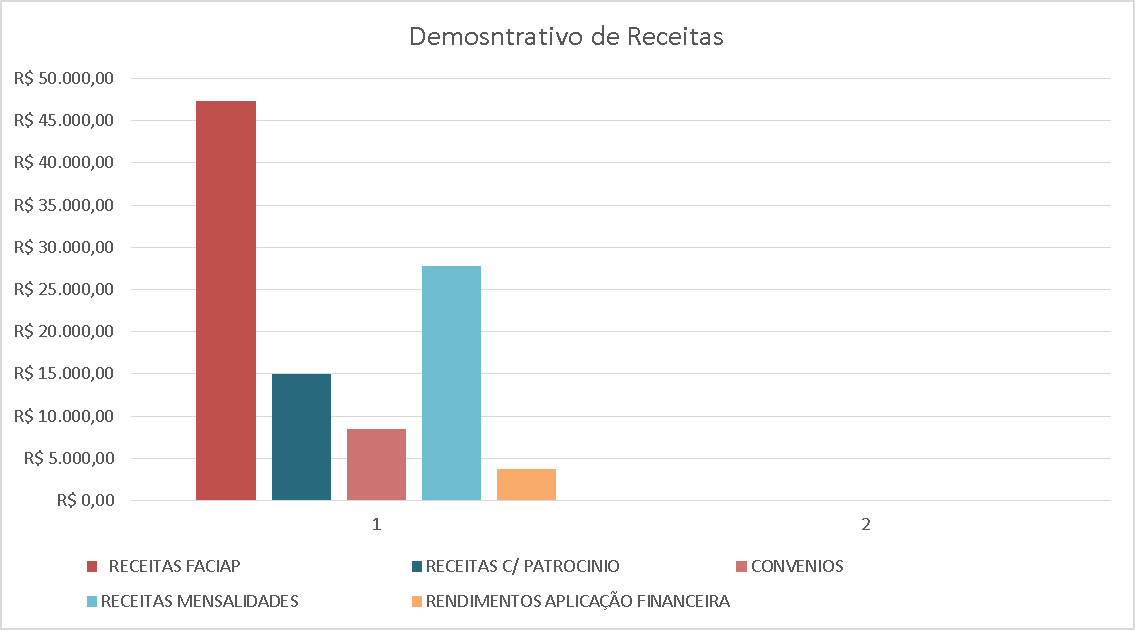 Demosntrativo de Receitas
R$ 50.000,00
R$ 45.000,00
R$ 40.000,00
R$ 35.000,00
R$ 30.000,00
R$ 25.000,00
R$ 20.000,00
R$ 15.000,00
R$ 10.000,00
R$ 5.000,00
R$ 0,00
1 2
RECEITAS FACIAP RECEITAS C/ PATROCINIO CONVENIOS
RECEITAS MENSALIDADES RENDIMENTOS APLICAÇÃO FINANCEIRA